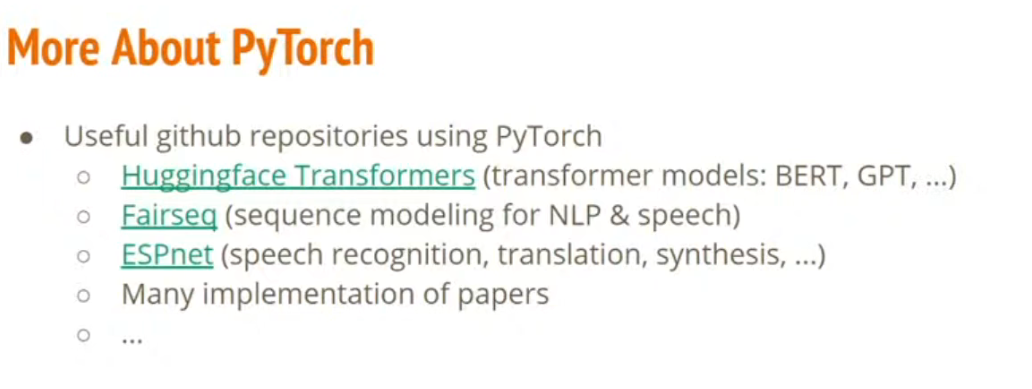 More About PyTorch
● Useful github repositories using PyTorch
○ Huggingface Transformers (transformer models: BERT, GPT, ...)
○ Fairseq (sequence modeling for NLP & speech)
○ ESPnet (speech recognition, translation, synthesis, ...)
○ Many implementation of papers
○ ...